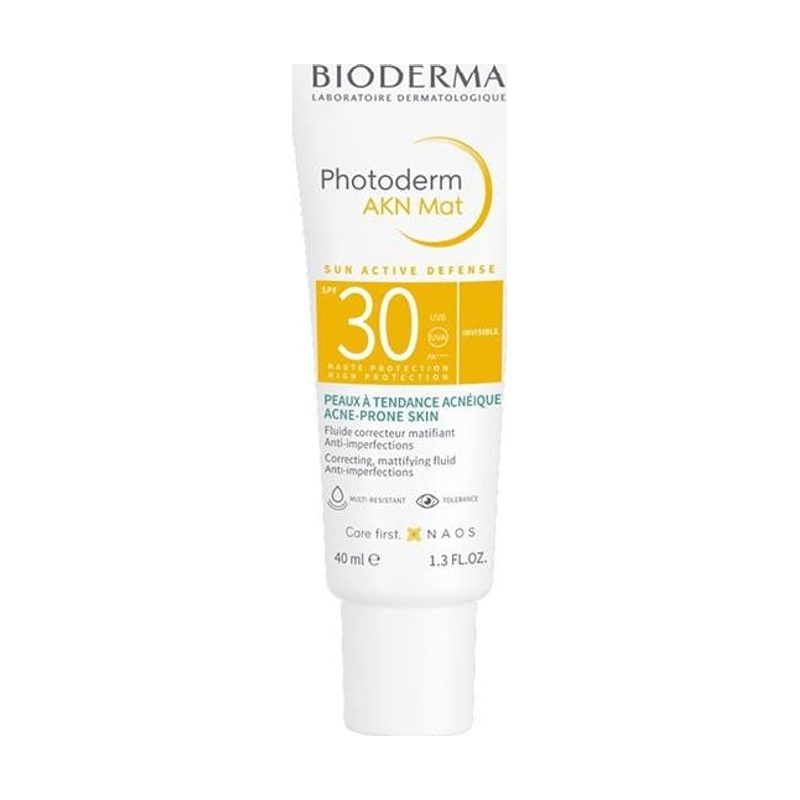 BIODERMA
LABORATOIRE DERMATOLOGIQUE
Photoderm
AKN Mat
SUN ACTIVE DEFENSE
SPF 30 UVB
UVA
PA++++
INVISIBLE
HAUTE PROTECTION
HIGH PROTECTION
PEAUX À TENDANCE ACNÉIQUE
ACNE-PRONE SKIN
Fluide correcteur matifiant
Anti-imperfections
Correcting, mattifying fluid
Anti-imperfections
MULTI-RESISTANT TOLERANCE
Care first. NAOS
40 ml e 1.3 FL.OZ.